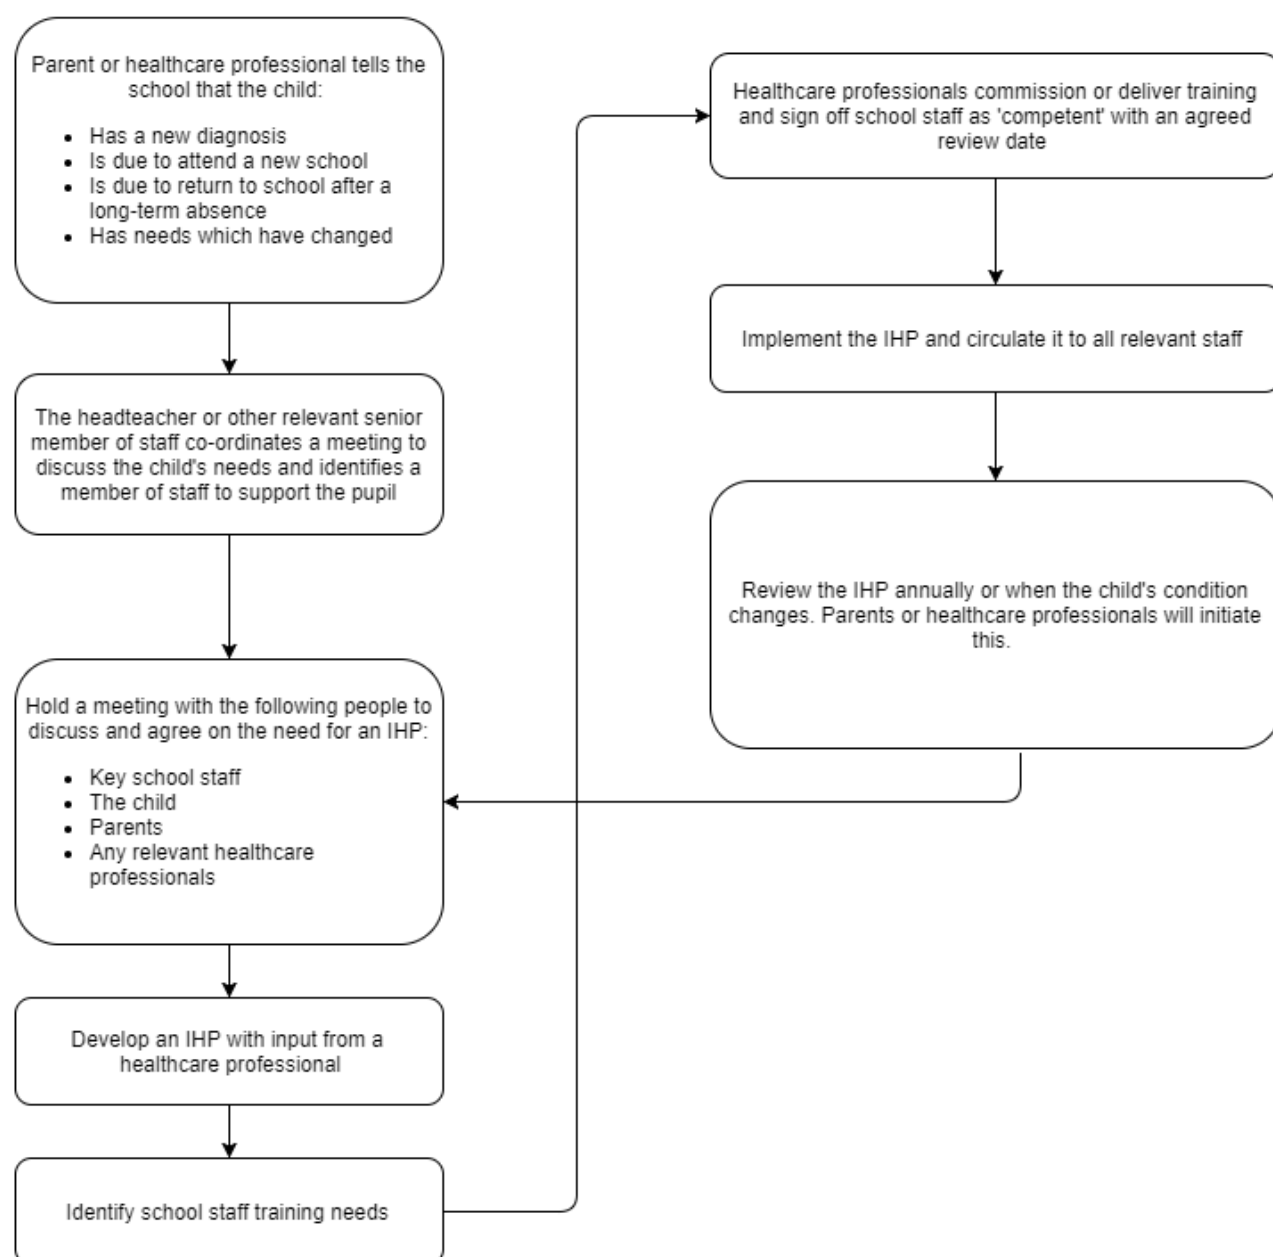 Parent or healthcare professional tells the
school that the child:
• Has a new diagnosis
• Is due to attend a new school
• Is due to return to school after a
long-term absence
• Has needs which have changed
The headteacher or other relevant senior
member of staff co-ordinates a meeting to
discuss the child's needs and identifies a
member of staff to support the pupil
Hold a meeting with the following people to
discuss and agree on the need for an IHP:
• Key school staff
• The child
• Parents
• Any relevant healthcare
professionals
Develop an IHP with input from a
healthcare professional
Identify school staff training needs
Healthcare professionals commission or deliver training
and sign off school staff as 'competent' with an agreed
review date
Implement the IHP and circulate it to all relevant staff
Review the IHP annually or when the child's condition
changes. Parents or healthcare professionals will initiate
this.